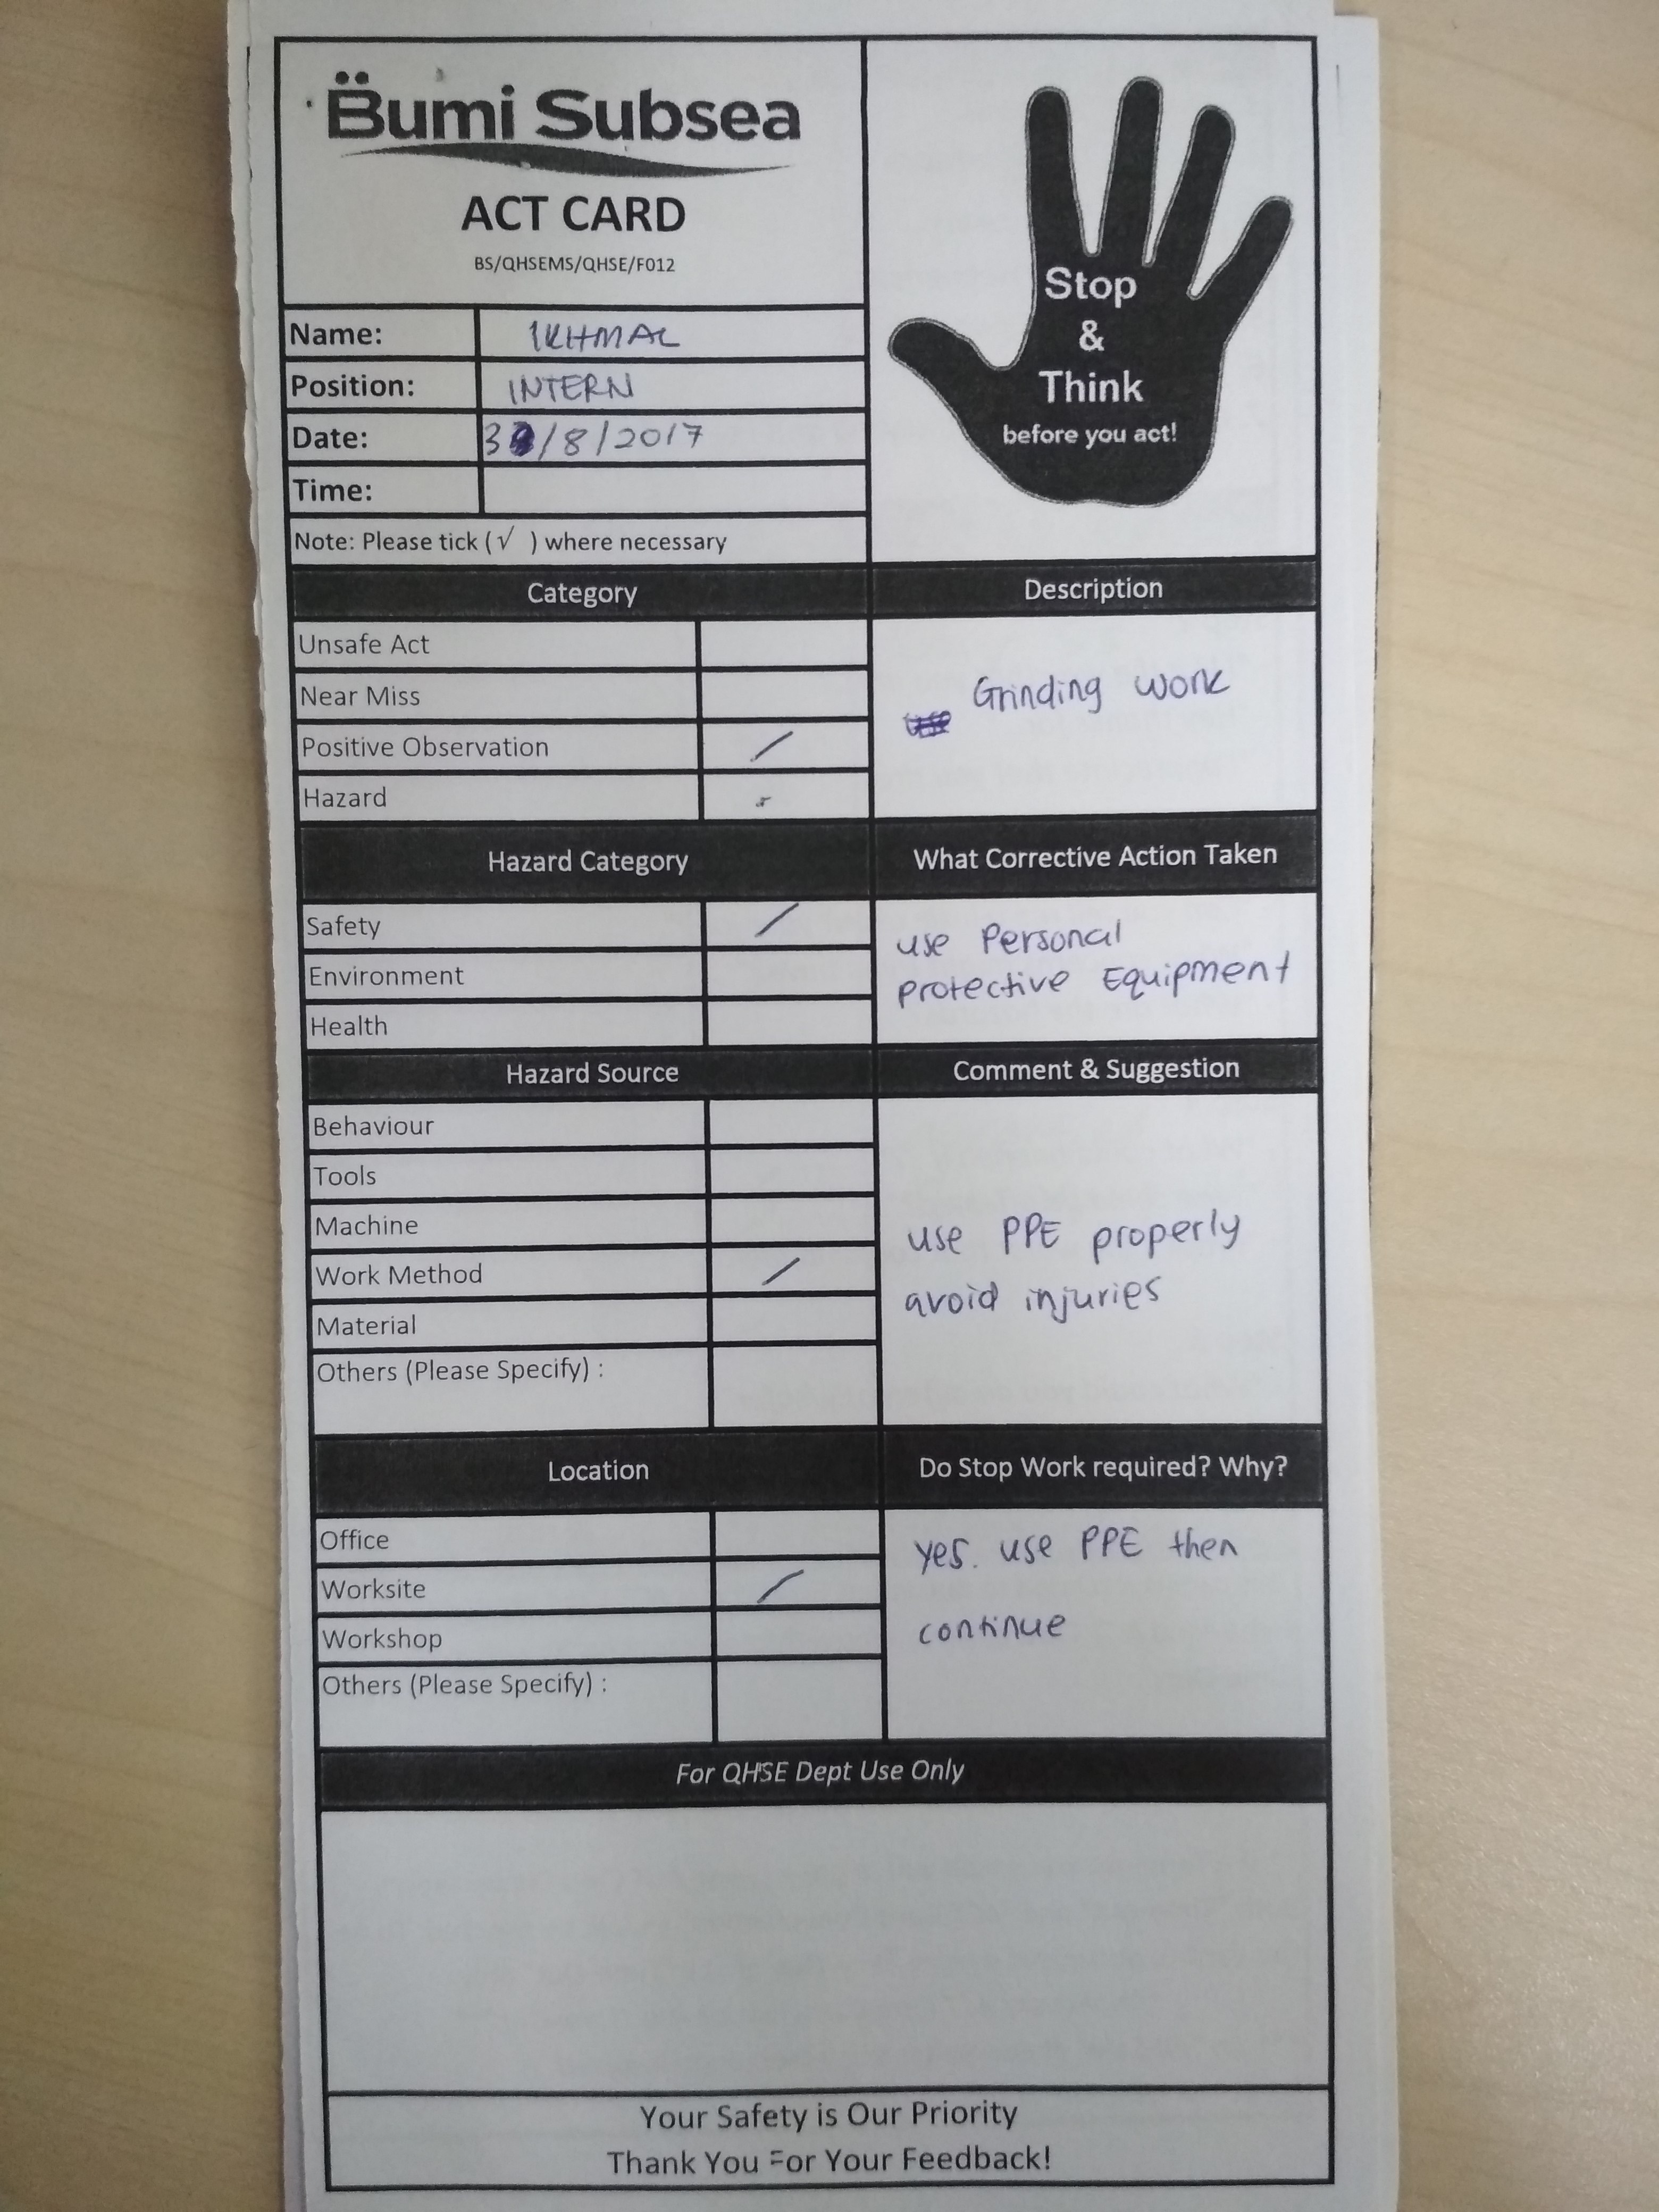 Bumi Subsea
ACT CARD
BS/QHSEMS/QHSE/F012
Stop
&
Think
before you act!
Name: IKHMAL
Position: INTERN
Date: /8/2017
Time:
Note: Please tick (√ ) where necessary
Category
Description
Unsafe Act
Near Miss
Positive Observation /
Hazard
Grinding work
Hazard Category
What Corrective Action Taken
Safety /
Environment
Health
use Personal
protective Equipment
Hazard Source
Comment & Suggestion
Behaviour
Tools
Machine
Work Method /
Material
Others (Please Specify) :
use PPE properly
avoid injuries
Location
Do Stop Work required? Why?
Office
Worksite /
Workshop
Others (Please Specify) :
yes. use PPE then
continue
For QHSE Dept Use Only
Your Safety is Our Priority
Thank You For Your Feedback!